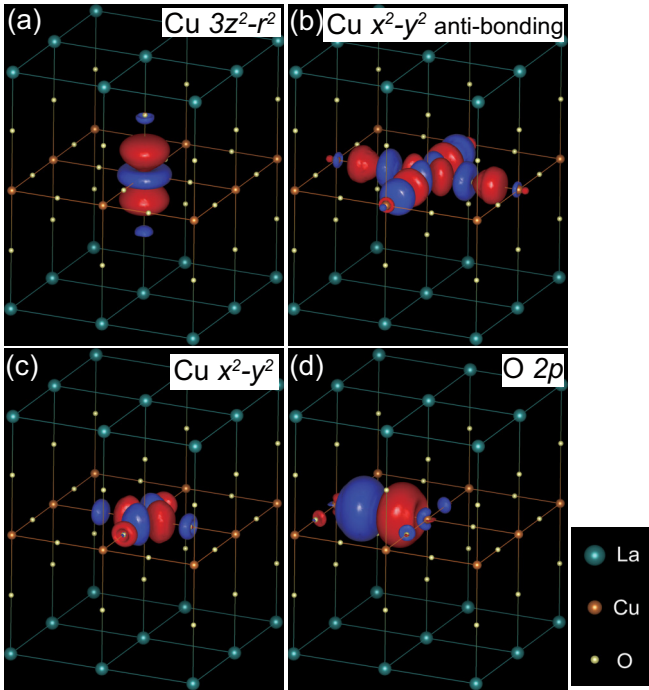 (a) Cu 3z²-r²
(b) Cu x²-y² anti-bonding
(c) Cu x²-y²
(d) O 2p
La
Cu
O